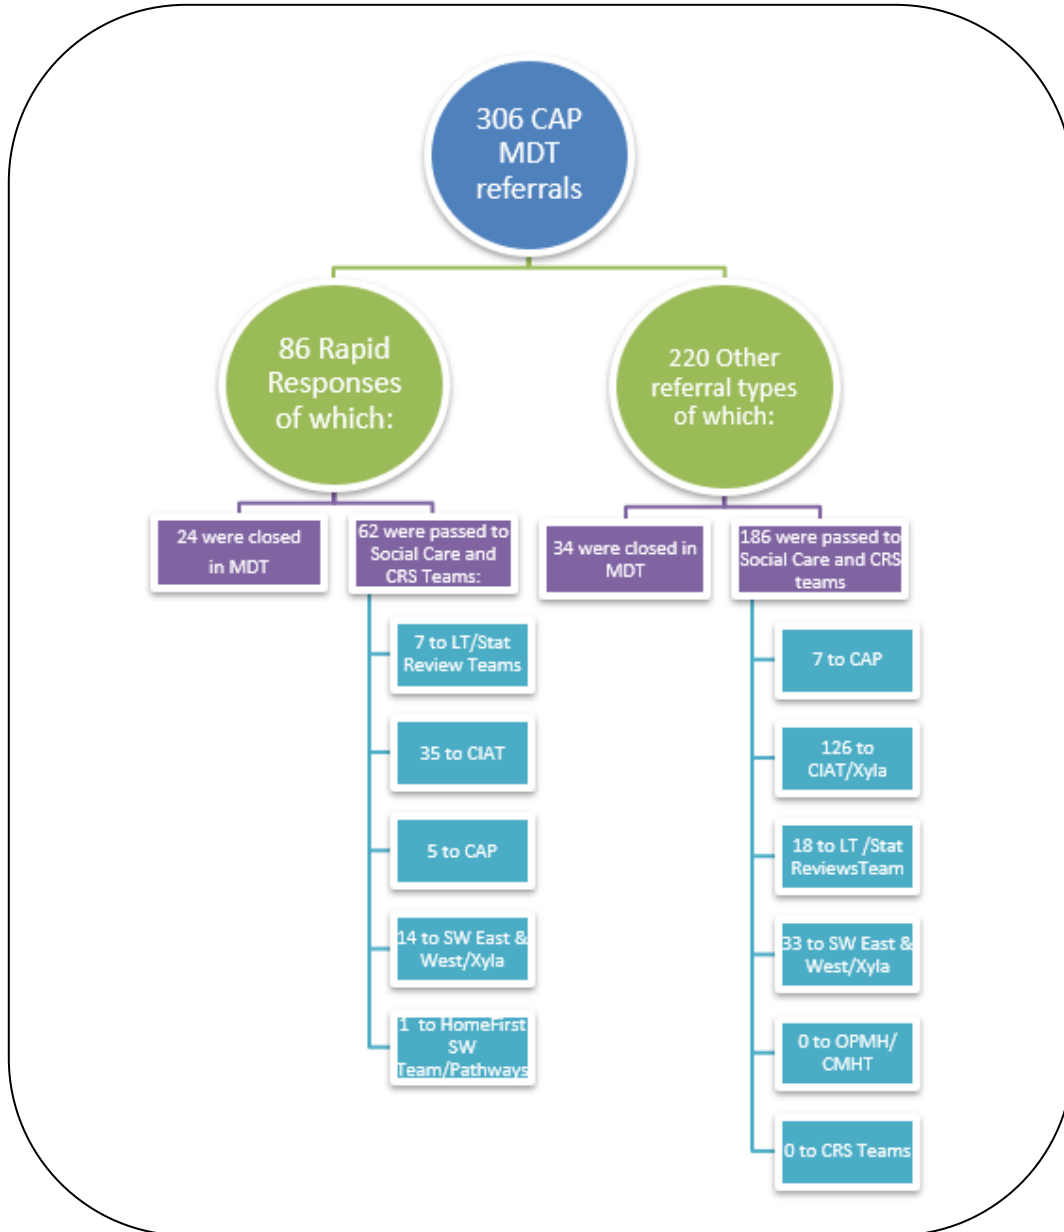 306 CAP
MDT
referrals
86 Rapid
Responses
of which:
220 Other
referral types
of which:
24 were closed
in MDT
62 were passed to
Social Care and
CRS Teams:
34 were closed in
MDT
186 were passed to
Social Care and CRS
teams
7 to LT/Stat
Review Teams
35 to CIAT
5 to CAP
14 to SW East &
West/Xyla
1 to HomeFirst
SW
Team/Pathways
7 to CAP
126 to
CIAT/Xyla
18 to LT /Stat
ReviewsTeam
33 to SW East &
West/Xyla
0 to OPMH/
CMHT
0 to CRS Teams